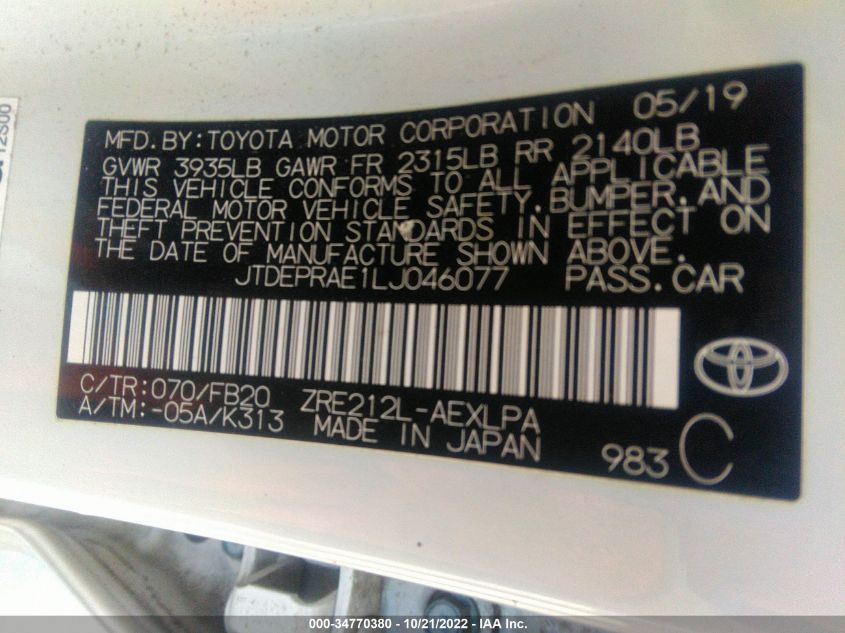 12S00
MFD.BY:TOYOTA MOTOR CORPORATION 05/19
GVWR 3935LB GAWR FR 2315LB RR 2140LB
THIS VEHICLE CONFORMS TO ALL APPLICABLE
FEDERAL MOTOR VEHICLE SAFETY,BUMPER,AND
THEFT PREVENTION STANDARDS IN EFFECT ON
THE DATE OF MANUFACTURE SHOWN ABOVE.
JTDEPRAE1LJ046077 PASS.CAR
C/TR:070/FB20 ZRE212L-AEXLPA
A/TM:-05A/K313 MADE IN JAPAN 983 C
000-34770380 - 10/21/2022 - IAA Inc.